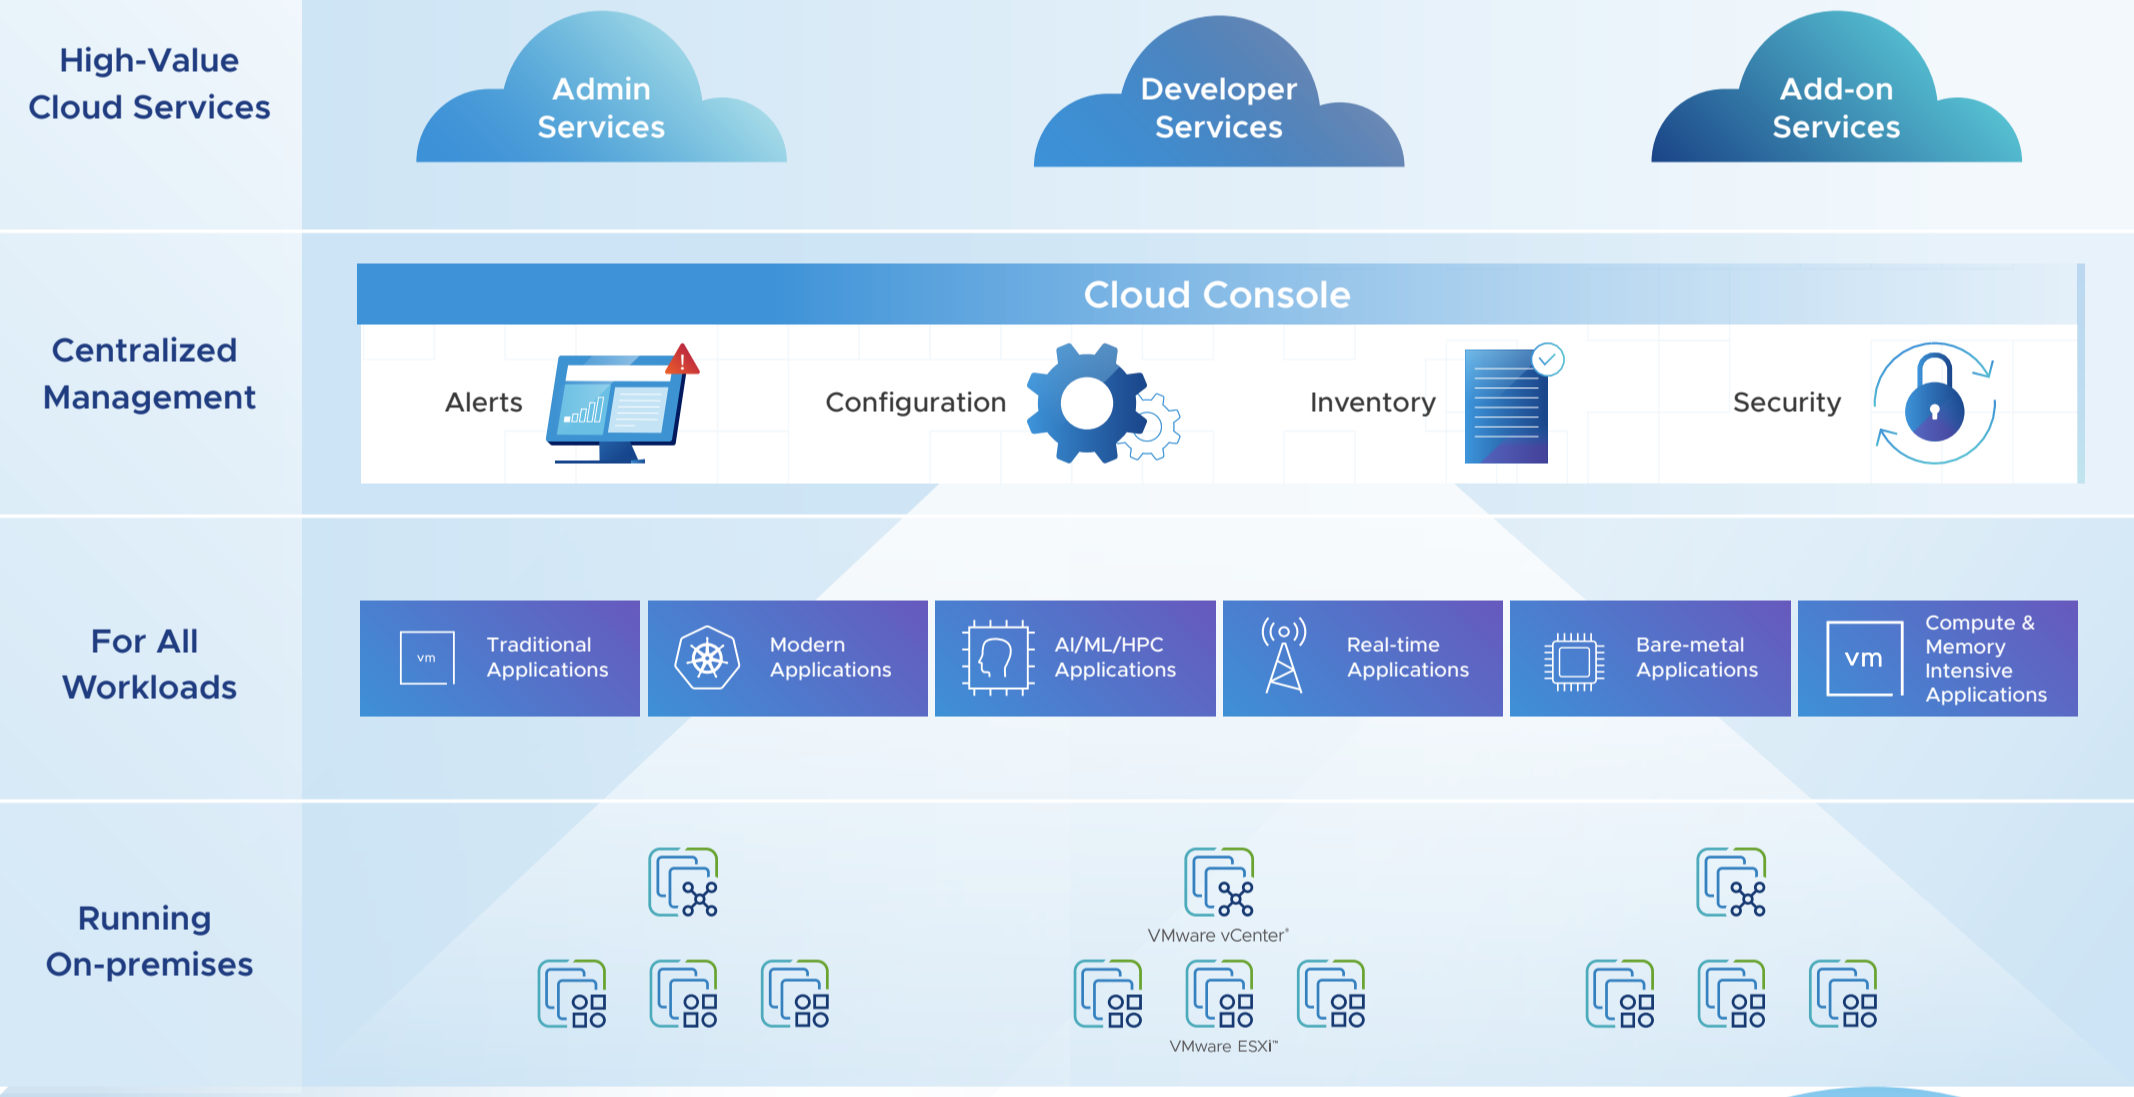 High-Value
Cloud Services
Admin
Services
Developer
Services
Add-on
Services
Centralized
Management
Cloud Console
Alerts
!
Configuration
Inventory
Security
For All
Workloads
vm
Traditional
Applications
Modern
Applications
AI/ML/HPC
Applications
Real-time
Applications
Bare-metal
Applications
vm
Compute &
Memory
Intensive
Applications
Running
On-premises
VMware vCenter®
VMware ESXi™